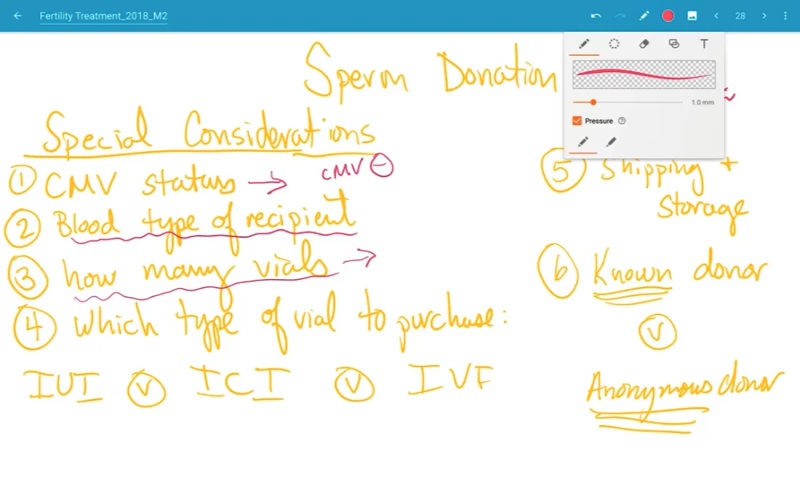 Fertility Treatment_2018_M2
28
T
1.0 mm
Pressure
Sperm Donation
Special Considerations
① CMV status → CMV ⊖
② Blood type of recipient
③ how many vials →
④ Which type of vial to purchase:
IUI ⓥ ICI ⓥ IVF
⑤ Shipping +
Storage
⑥ Known donor
ⓥ
Anonymous donor